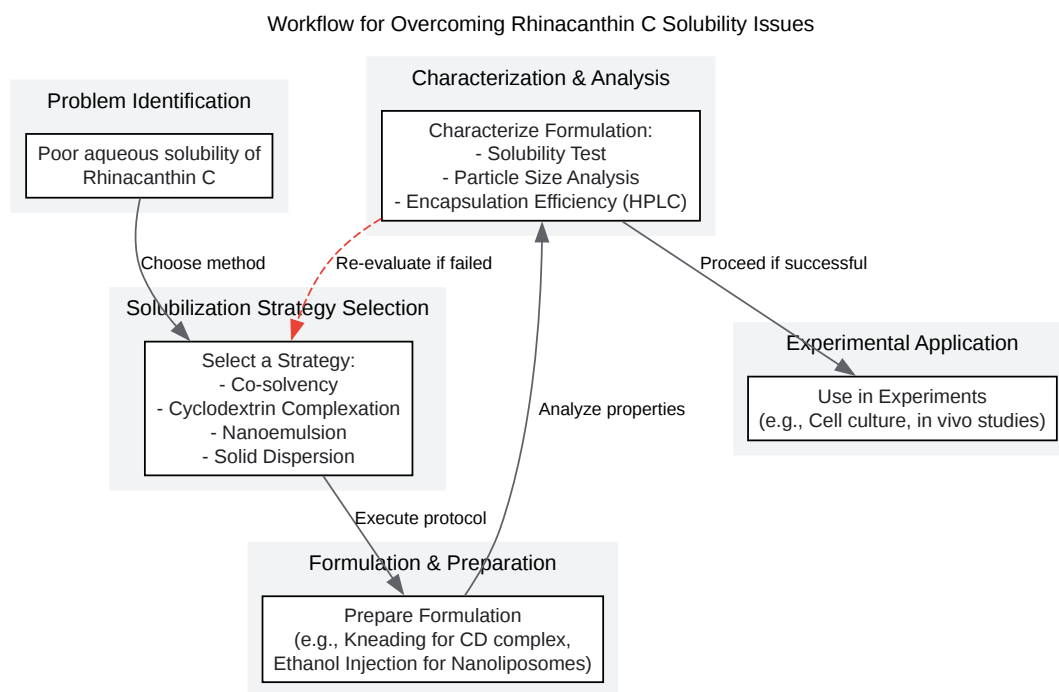 Workflow for Overcoming Rhinacanthin C Solubility Issues
Problem Identification
Poor aqueous solubility of
Rhinacanthin C
Characterization & Analysis
Characterize Formulation:
- Solubility Test
- Particle Size Analysis
- Encapsulation Efficiency (HPLC)
Choose method
Re-evaluate if failed
Proceed if successful
Solubilization Strategy Selection
Select a Strategy:
- Co-solvency
- Cyclodextrin Complexation
- Nanoemulsion
- Solid Dispersion
Analyze properties
Experimental Application
Use in Experiments
(e.g., Cell culture, in vivo studies)
Execute protocol
Formulation & Preparation
Prepare Formulation
(e.g., Kneading for CD complex,
Ethanol Injection for Nanoliposomes)